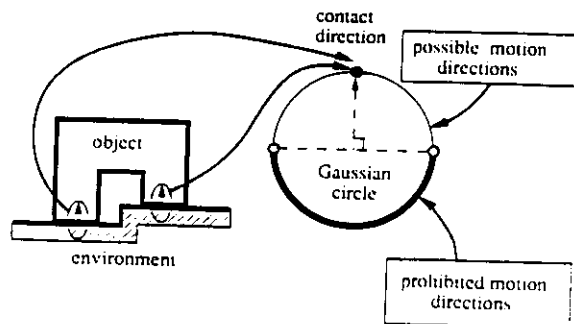 contact
direction
possible motion
directions
object
Gaussian
circle
environment
prohibited motion
directions